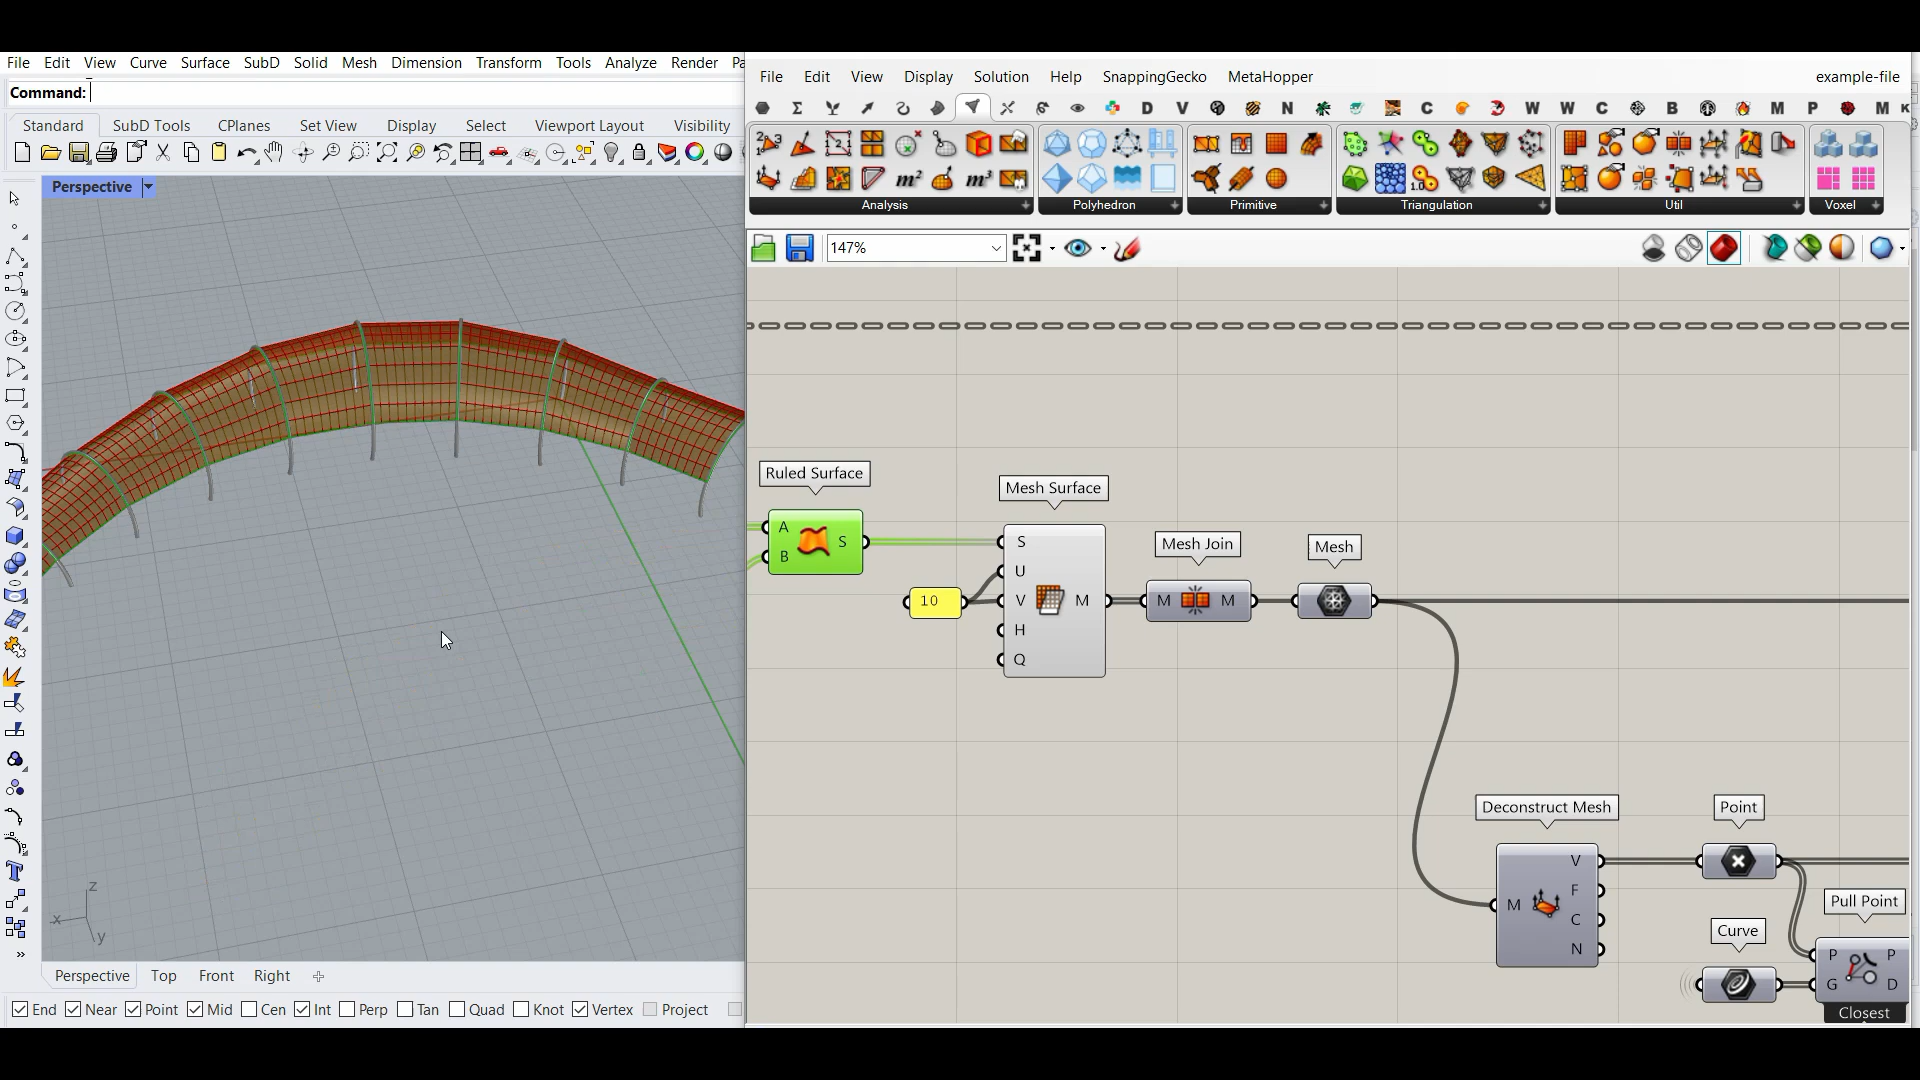 File Edit View Curve Surface SubD Solid Mesh Dimension Transform Tools Analyze Render Pa
Command:
Standard SubD Tools CPlanes Set View Display Select Viewport Layout Visibility
Perspective
z
x
y
Perspective Top Front Right
End Near Point Mid Cen Int Perp Tan Quad Knot Vertex Project
File Edit View Display Solution Help SnappingGecko MetaHopper example-file
D V N C W W C B M P M K
m² m³
Analysis Polyhedron Primitive Triangulation Util Voxel
147%
Ruled Surface
A B S
Mesh Surface
10
S U V H Q M
Mesh Join
M M
Mesh
Deconstruct Mesh
M V F C N
Point
Curve
Pull Point
P G P D
Closest